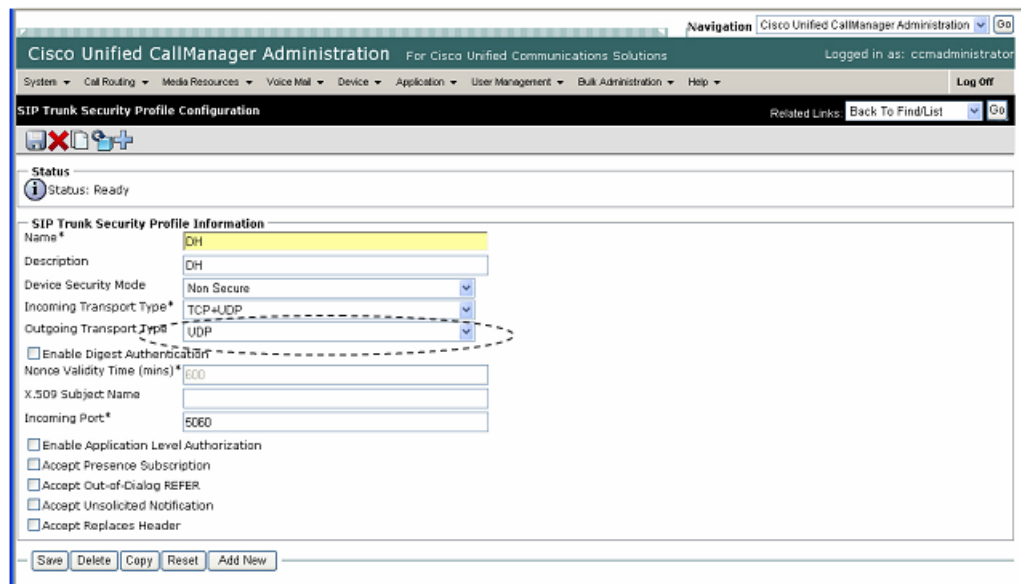 Navigation Cisco Unified CallManager Administration Go
Cisco Unified CallManager Administration For Cisco Unified Communications Solutions Logged in as: ccmadministrator
System Call Routing Media Resources Voice Mail Device Application User Management Bulk Administration Help Log Off
SIP Trunk Security Profile Configuration Related Links: Back To Find/List Go
Status
Status: Ready
SIP Trunk Security Profile Information
Name* DH
Description DH
Device Security Mode Non Secure
Incoming Transport Type* TCP+UDP
Outgoing Transport Type UDP
Enable Digest Authentication
Nonce Validity Time (mins)* 600
X.509 Subject Name
Incoming Port* 5060
Enable Application Level Authorization
Accept Presence Subscription
Accept Out-of-Dialog REFER
Accept Unsolicited Notification
Accept Replaces Header
Save Delete Copy Reset Add New